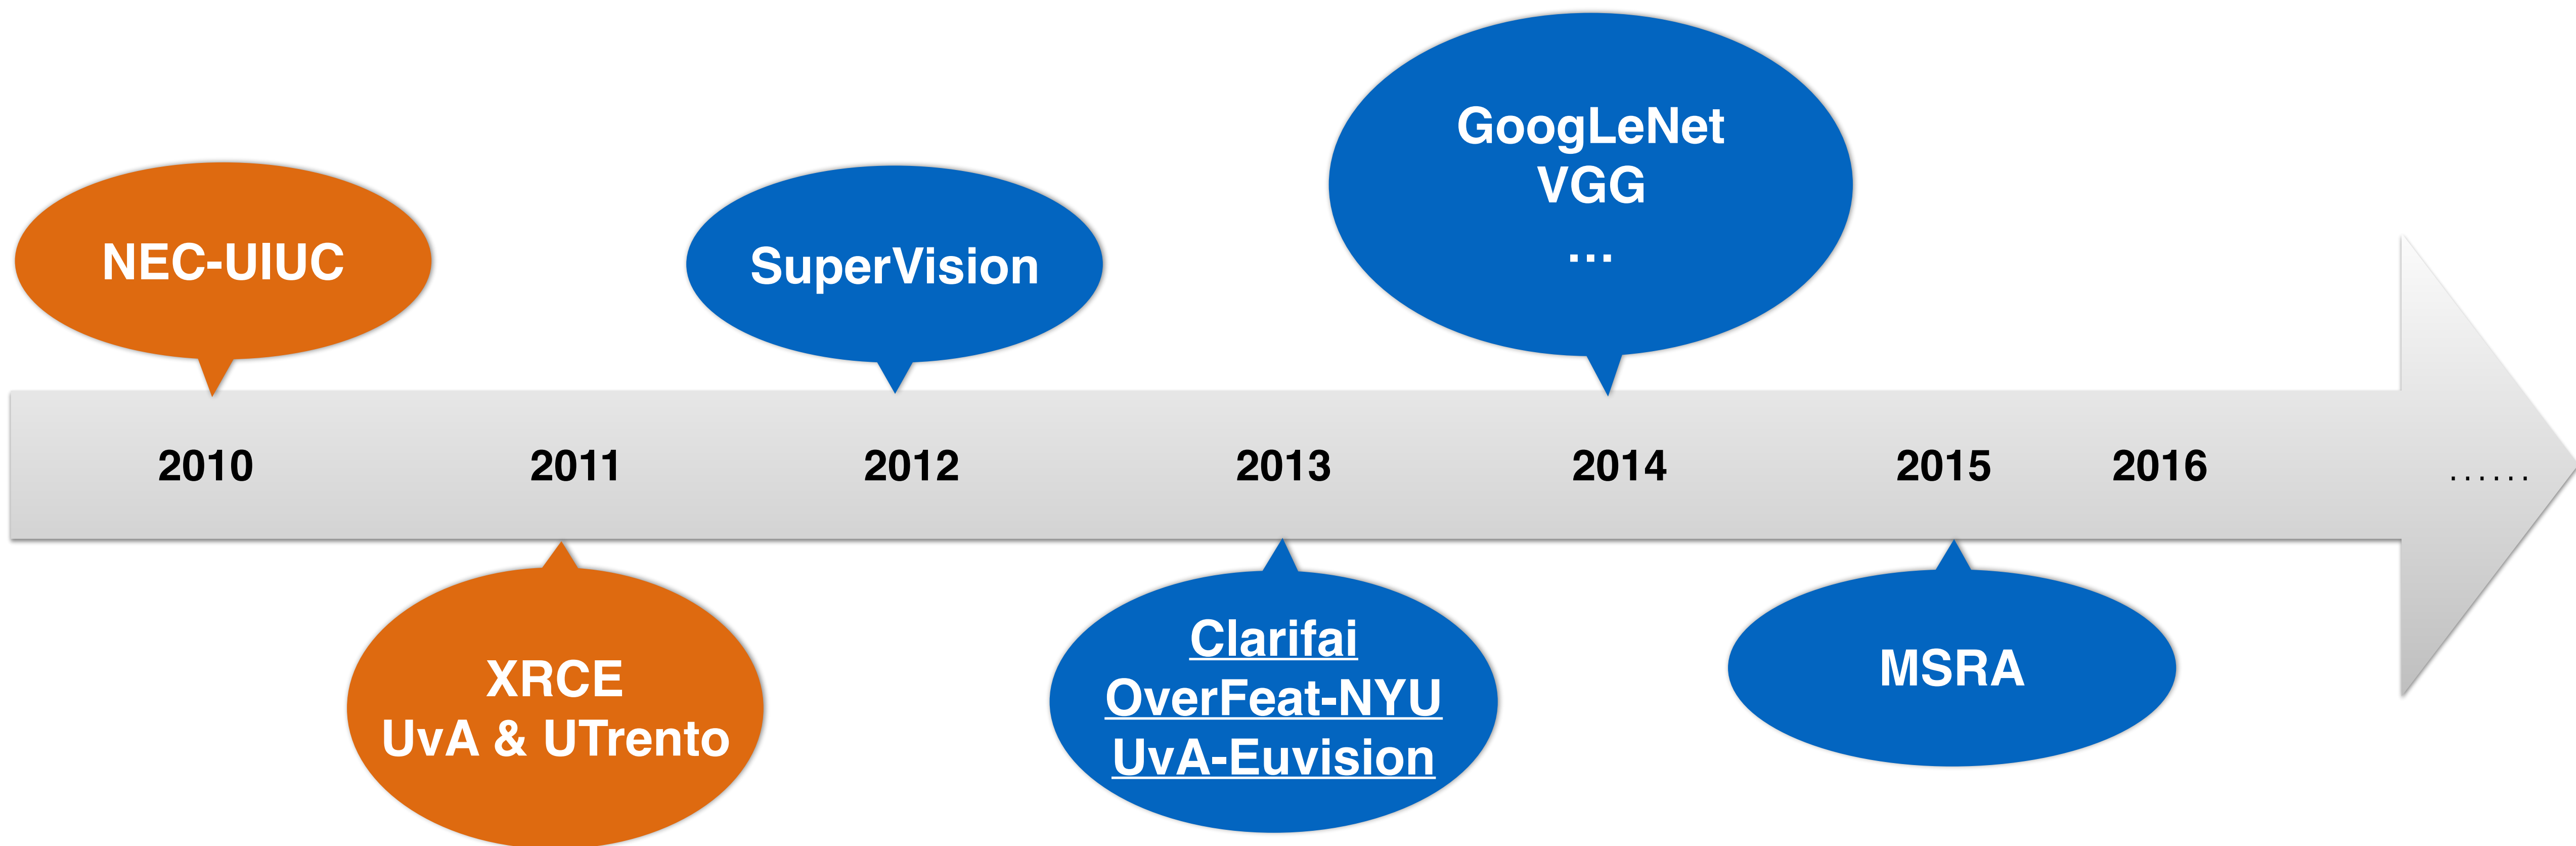 GoogLeNet
VGG
...
NEC-UIUC
SuperVision
2010 2011 2012 2013 2014 2015 2016 ......
XRCE
UvA & UTrento
Clarifai
OverFeat-NYU
UvA-Euvision
MSRA